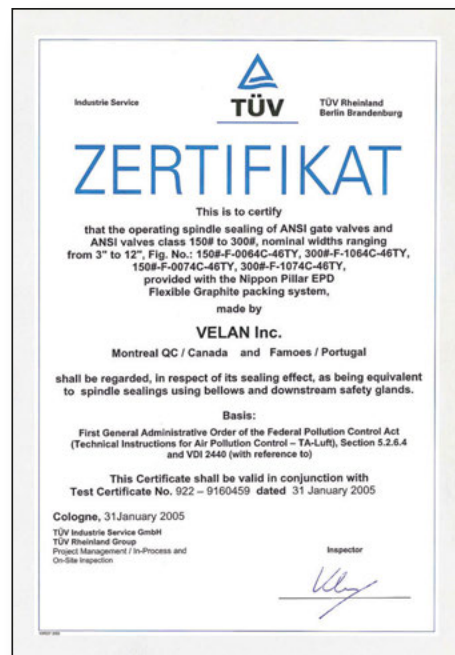 Industrie Service
TÜV
TÜV Rheinland
Berlin Brandenburg
ZERTIFIKAT
This is to certify
that the operating spindle sealing of ANSI gate valves and
ANSI valves class 150# to 300#, nominal widths ranging
from 3" to 12", Fig. No.: 150#-F-0064C-46TY, 300#-F-1064C-46TY,
150#-F-0074C-46TY, 300#-F-1074C-46TY,
provided with the Nippon Pillar EPD
Flexible Graphite packing system,
made by
VELAN Inc.
Montreal QC / Canada and Famoes / Portugal
shall be regarded, in respect of its sealing effect, as being equivalent
to spindle sealings using bellows and downstream safety glands.
Basis:
First General Administrative Order of the Federal Pollution Control Act
(Technical Instructions for Air Pollution Control – TA-Luft), Section 5.2.6.4
and VDI 2440 (with reference to)
This Certificate shall be valid in conjunction with
Test Certificate No. 922 – 9160459 dated 31 January 2005
Cologne, 31January 2005
TÜV Industrie Service GmbH
TÜV Rheinland Group
Project Management / In-Process and
On-Site Inspection
Inspector